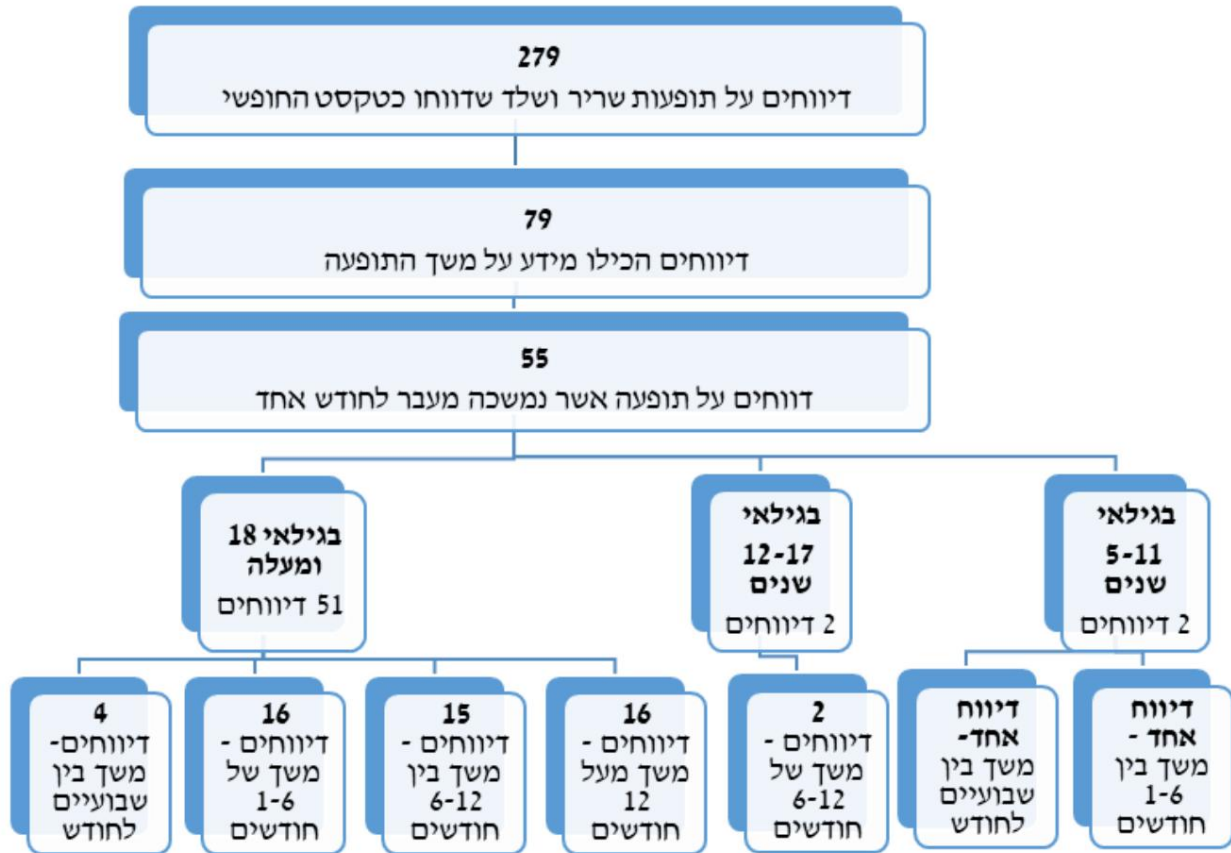 279
דיווחים על תופעות שריר ושלד שדווחו כטקסט החופשי
79
דיווחים הכילו מידע על משך התופעה
55
דווחים על תופעה אשר נמשכה מעבר לחודש אחד
בגילאי
5-11
שנים
2 דיווחים
בגילאי
12-17
שנים
2 דיווחים
בגילאי 18
ומעלה
51 דיווחים
דיווח
אחד -
משך בין
1-6
חודשים
דיווח
אחד-
משך בין
שבועיים
לחודש
2
דיווחים -
משך של
6-12
חודשים
16
דיווחים -
משך מעל
12
חודשים
15
דיווחים -
משך בין
6-12
חודשים
16
דיווחים -
משך של
1-6
חודשים
4
דיווחים-
משך בין
שבועיים
לחודש